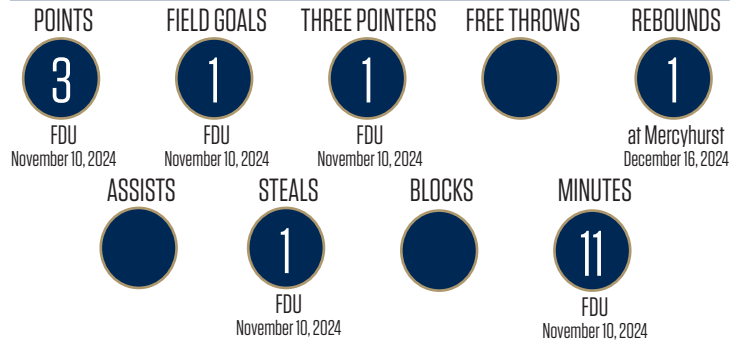 POINTS FIELD GOALS THREE POINTERS FREE THROWS REBOUNDS
3 1 1 1
FDU FDU FDU at Mercyhurst
November 10, 2024 November 10, 2024 November 10, 2024 December 16, 2024
ASSISTS STEALS BLOCKS MINUTES
1 11
FDU FDU
November 10, 2024 November 10, 2024